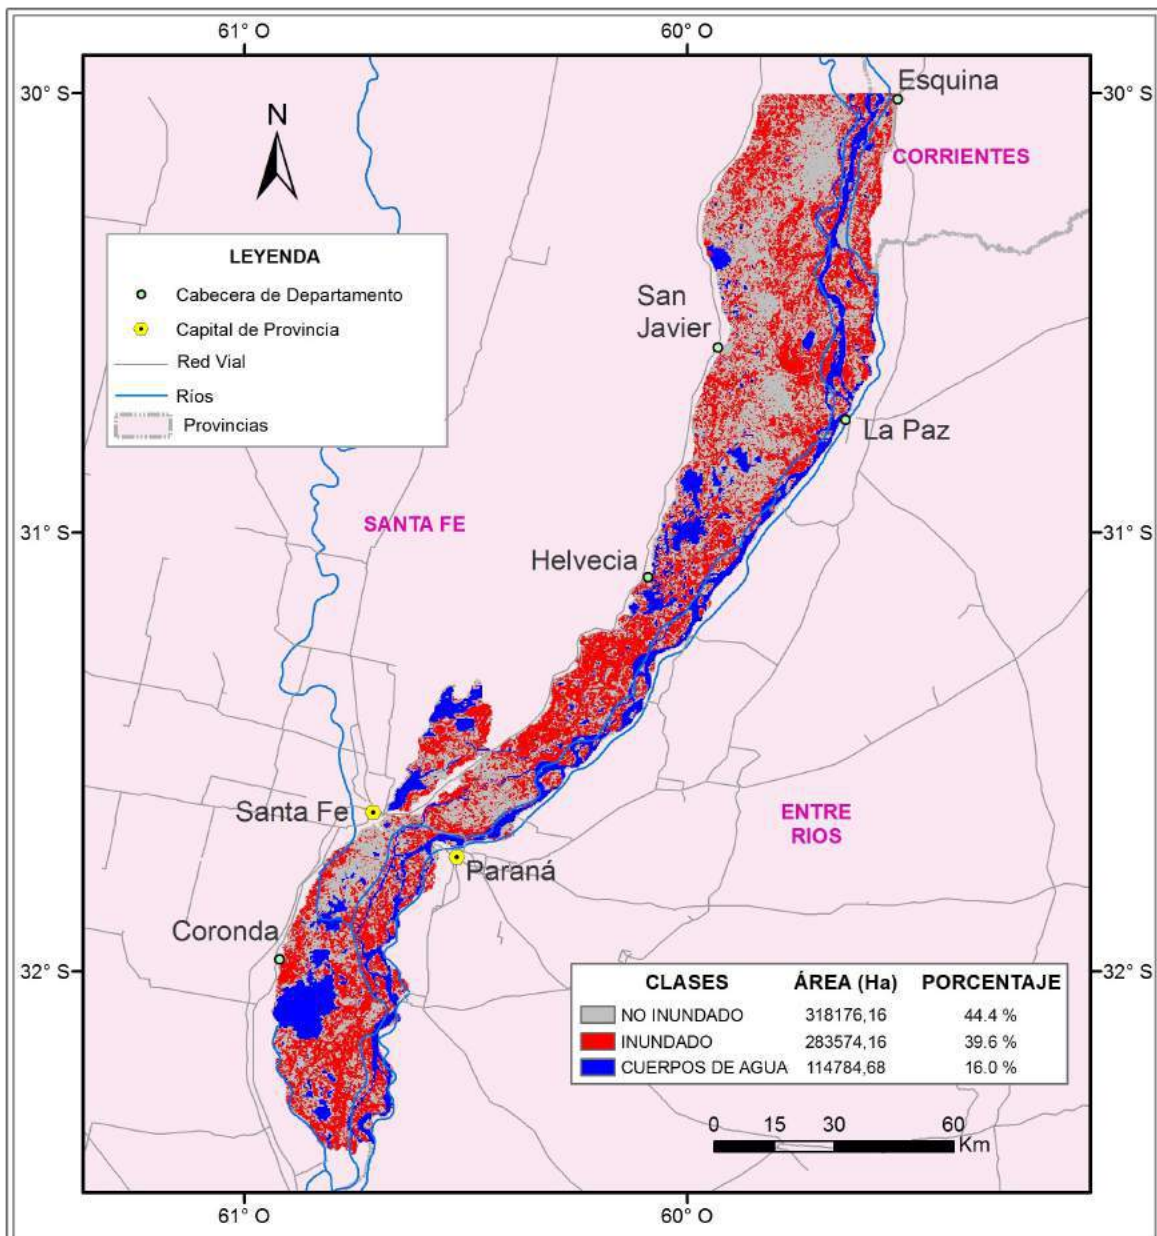 61° O 60° O
30° S 30° S
Esquina
CORRIENTES
N
LEYENDA
Cabecera de Departamento
Capital de Provincia
Red Vial
Ríos
Provincias
San
Javier
La Paz
SANTA FE
31° S 31° S
Helvecia
Santa Fe
ENTRE
RIOS
Paraná
Coronda
32° S 32° S
CLASES ÁREA (Ha) PORCENTAJE
NO INUNDADO 318176,16 44.4 %
INUNDADO 283574,16 39.6 %
CUERPOS DE AGUA 114784,68 16.0 %
0 15 30 60
Km
61° O 60° O